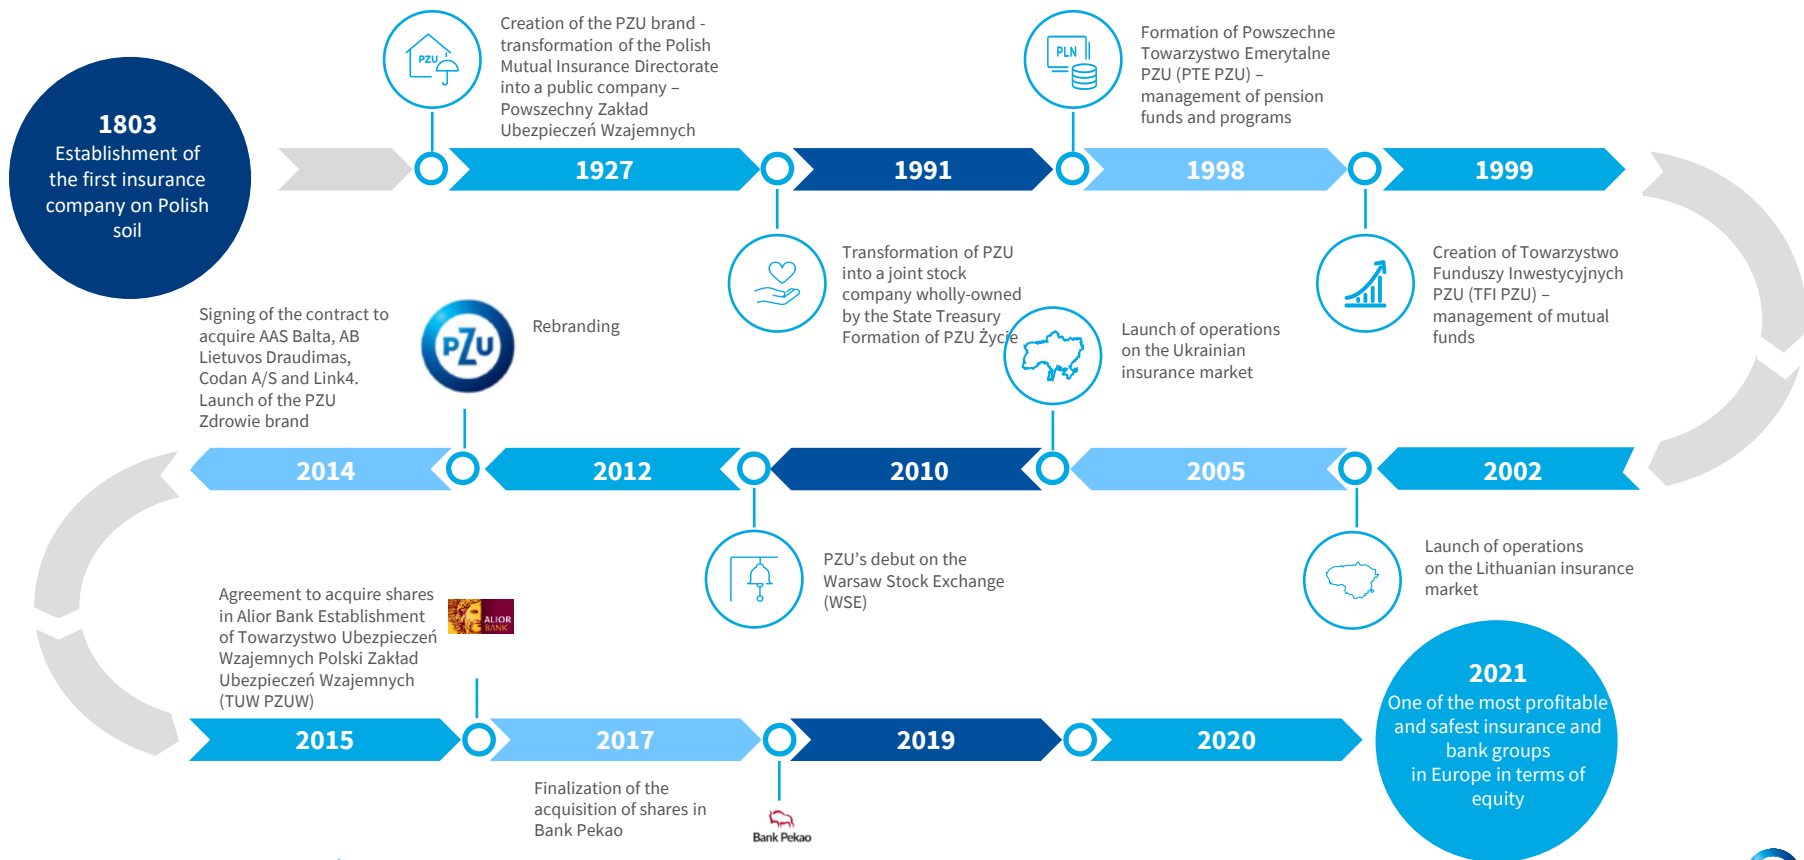 1803
Establishment of
the first insurance
company on Polish
soil
PZU
Creation of the PZU brand -
transformation of the Polish
Mutual Insurance Directorate
into a public company –
Powszechny Zakład
Ubezpieczeń Wzajemnych
PLN
Formation of Powszechne
Towarzystwo Emerytalne
PZU (PTE PZU) –
management of pension
funds and programs
1927
1991
1998
1999
Transformation of PZU
into a joint stock
company wholly-owned
by the State Treasury
Formation of PZU Życie
Creation of Towarzystwo
Funduszy Inwestycyjnych
PZU (TFI PZU) –
management of mutual
funds
Signing of the contract to
acquire AAS Balta, AB
Lietuvos Draudimas,
Codan A/S and Link4.
Launch of the PZU
Zdrowie brand
PZU
Rebranding
Launch of operations
on the Ukrainian
insurance market
2014
2012
2010
2005
2002
PZU’s debut on the
Warsaw Stock Exchange
(WSE)
Launch of operations
on the Lithuanian insurance
market
Agreement to acquire shares
in Alior Bank Establishment
of Towarzystwo Ubezpieczeń
Wzajemnych Polski Zakład
Ubezpieczeń Wzajemnych
(TUW PZUW)
ALIOR
BANK
2015
2017
2019
2020
2021
One of the most profitable
and safest insurance and
bank groups
in Europe in terms of
equity
Finalization of the
acquisition of shares in
Bank Pekao
Bank Pekao